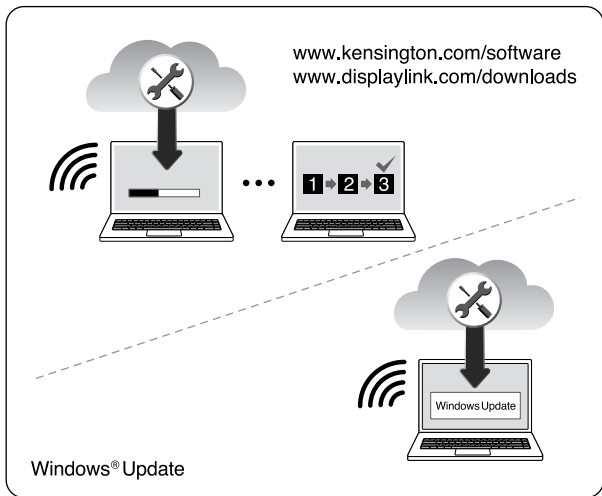 www.kensington.com/software
www.displaylink.com/downloads
1 2 3
Windows Update
Windows® Update